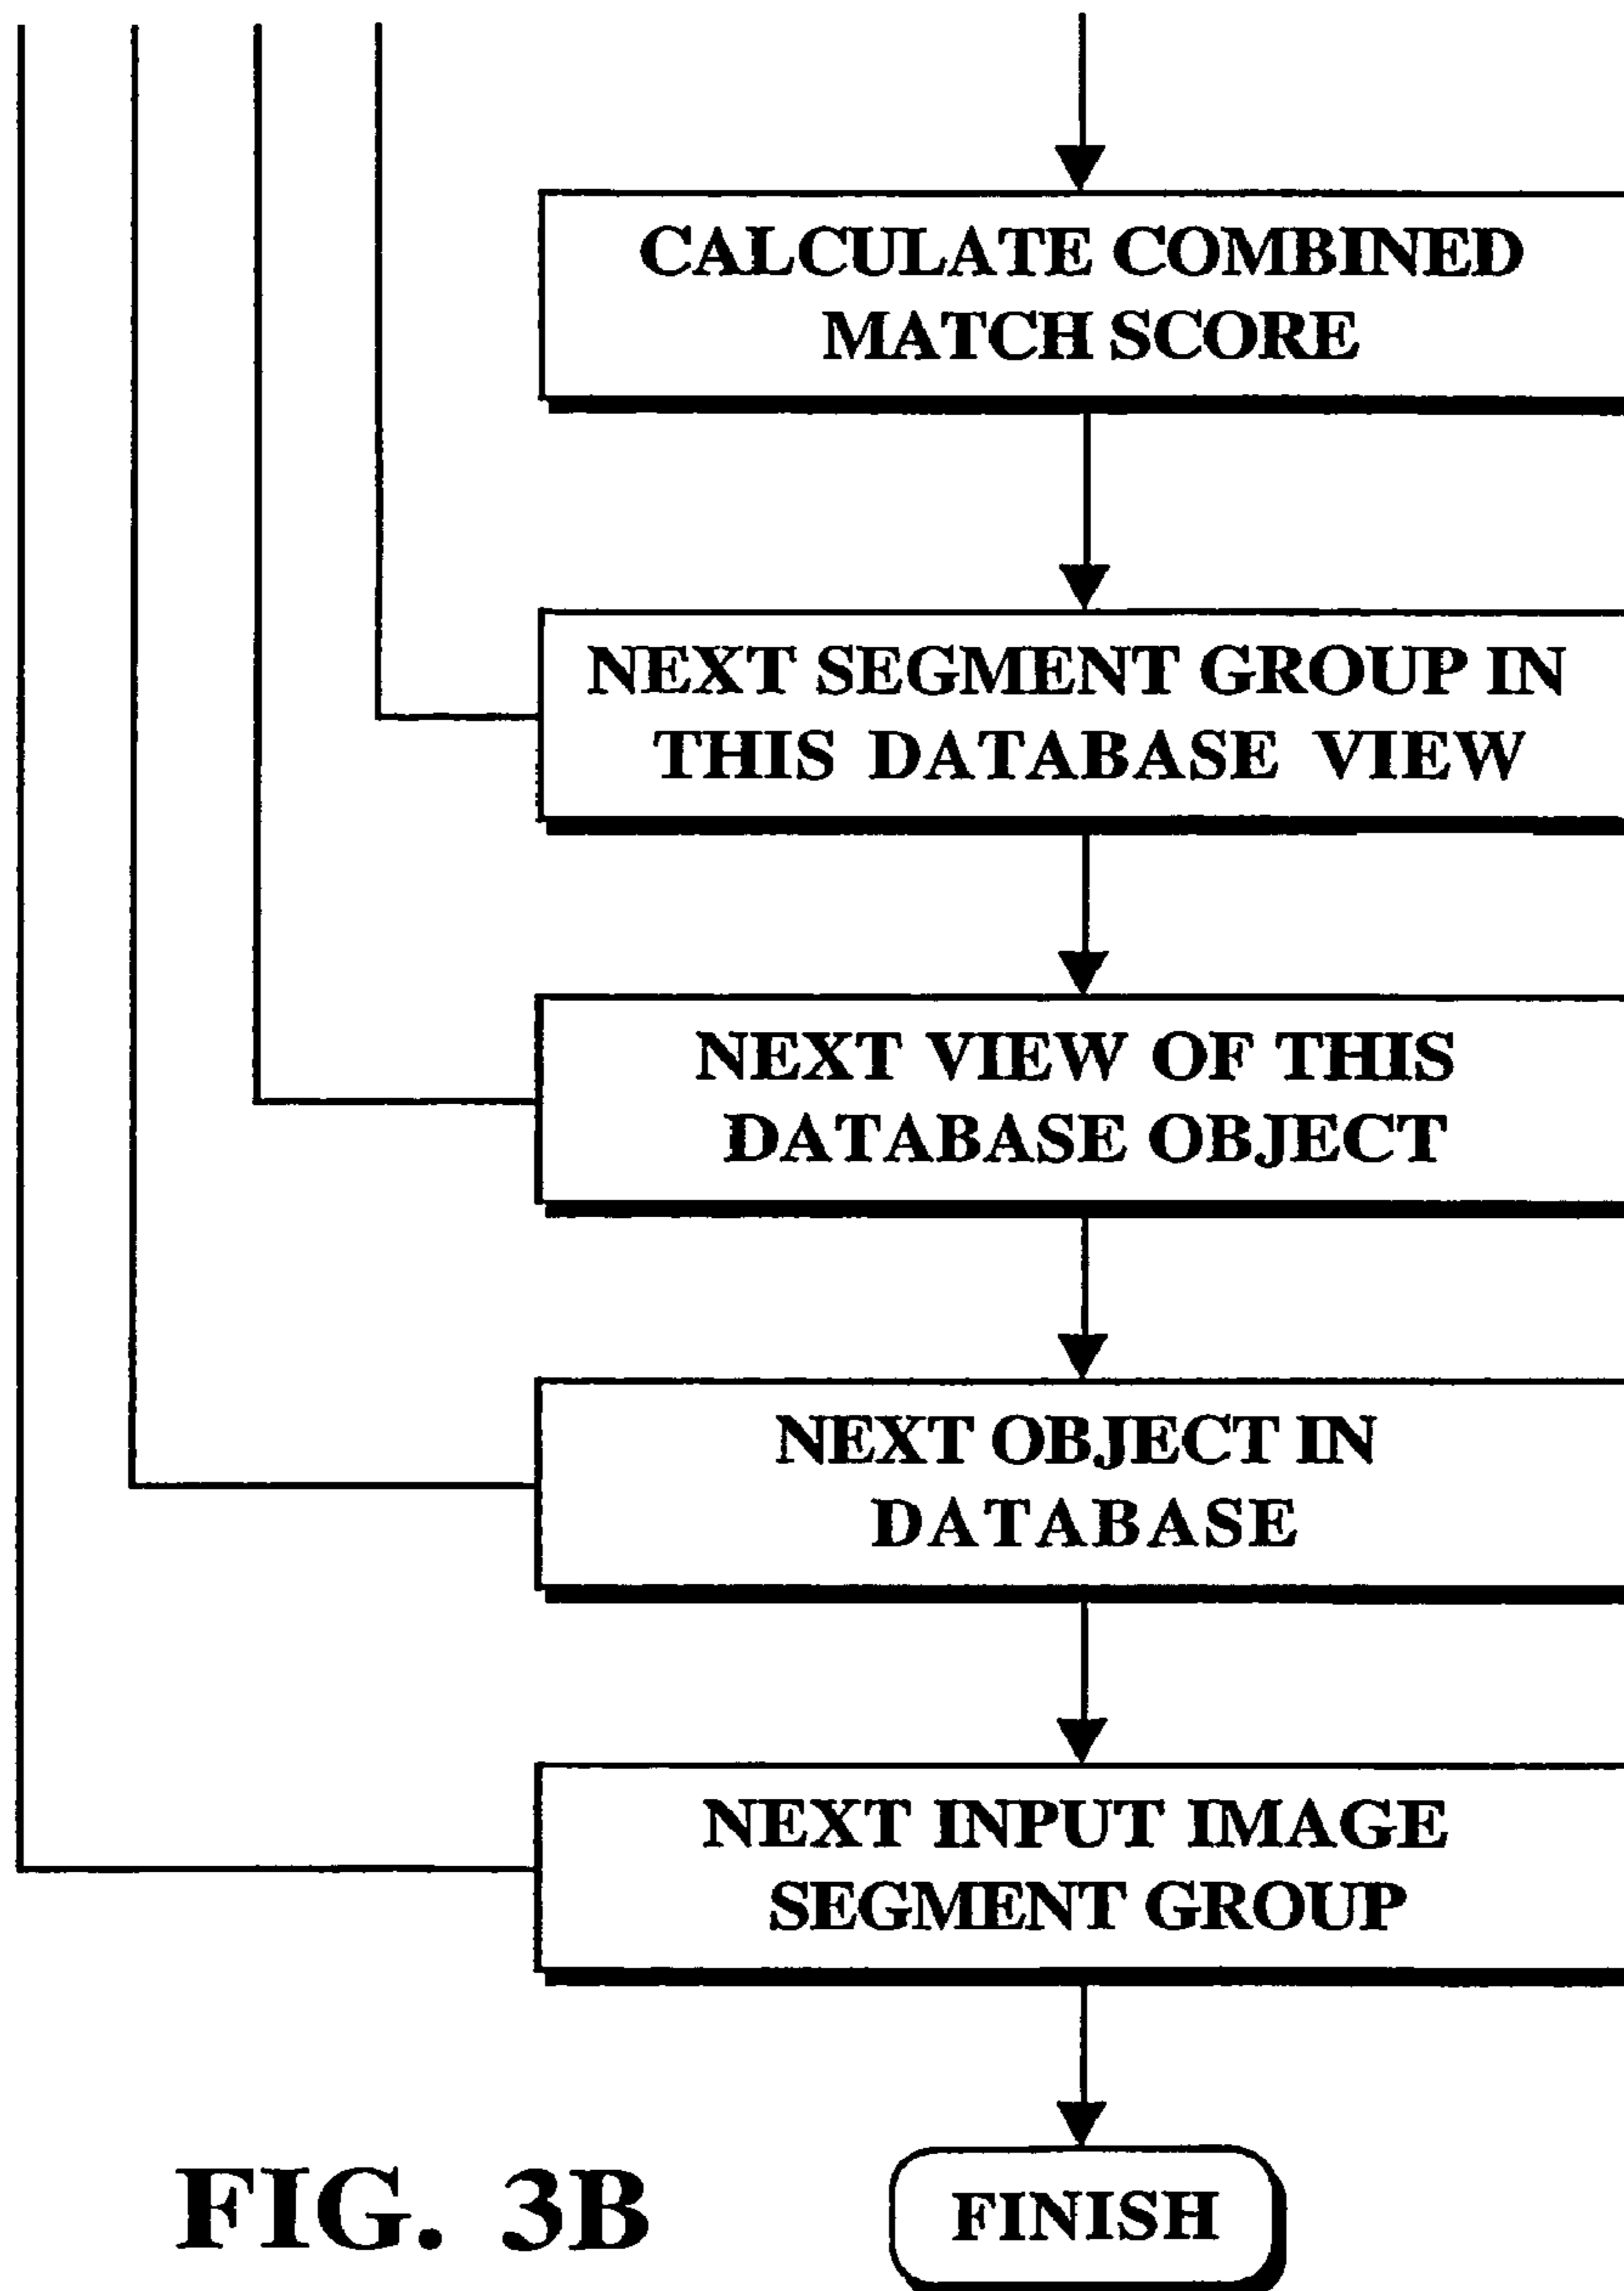 CALCULATE COMBINED
MATCH SCORE
NEXT SEGMENT GROUP IN
THIS DATABASE VIEW
NEXT VIEW OF THIS
DATABASE OBJECT
NEXT OBJECT IN
DATABASE
NEXT INPUT IMAGE
SEGMENT GROUP
FINISH
FIG. 3B